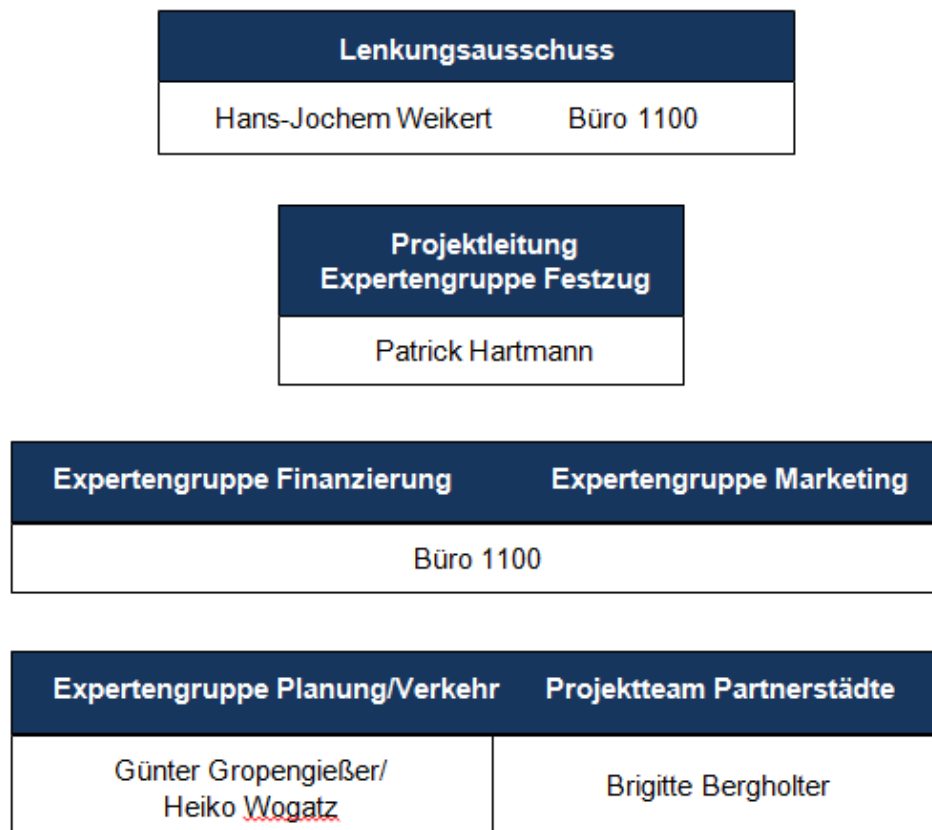 Lenkungsausschuss
Hans-Jochem Weikert Büro 1100
Projektleitung
Expertengruppe Festzug
Patrick Hartmann
Expertengruppe Finanzierung Expertengruppe Marketing
Büro 1100
Expertengruppe Planung/Verkehr Projektteam Partnerstädte
Günter Gropengießer/
Heiko Wogatz
Brigitte Bergholter